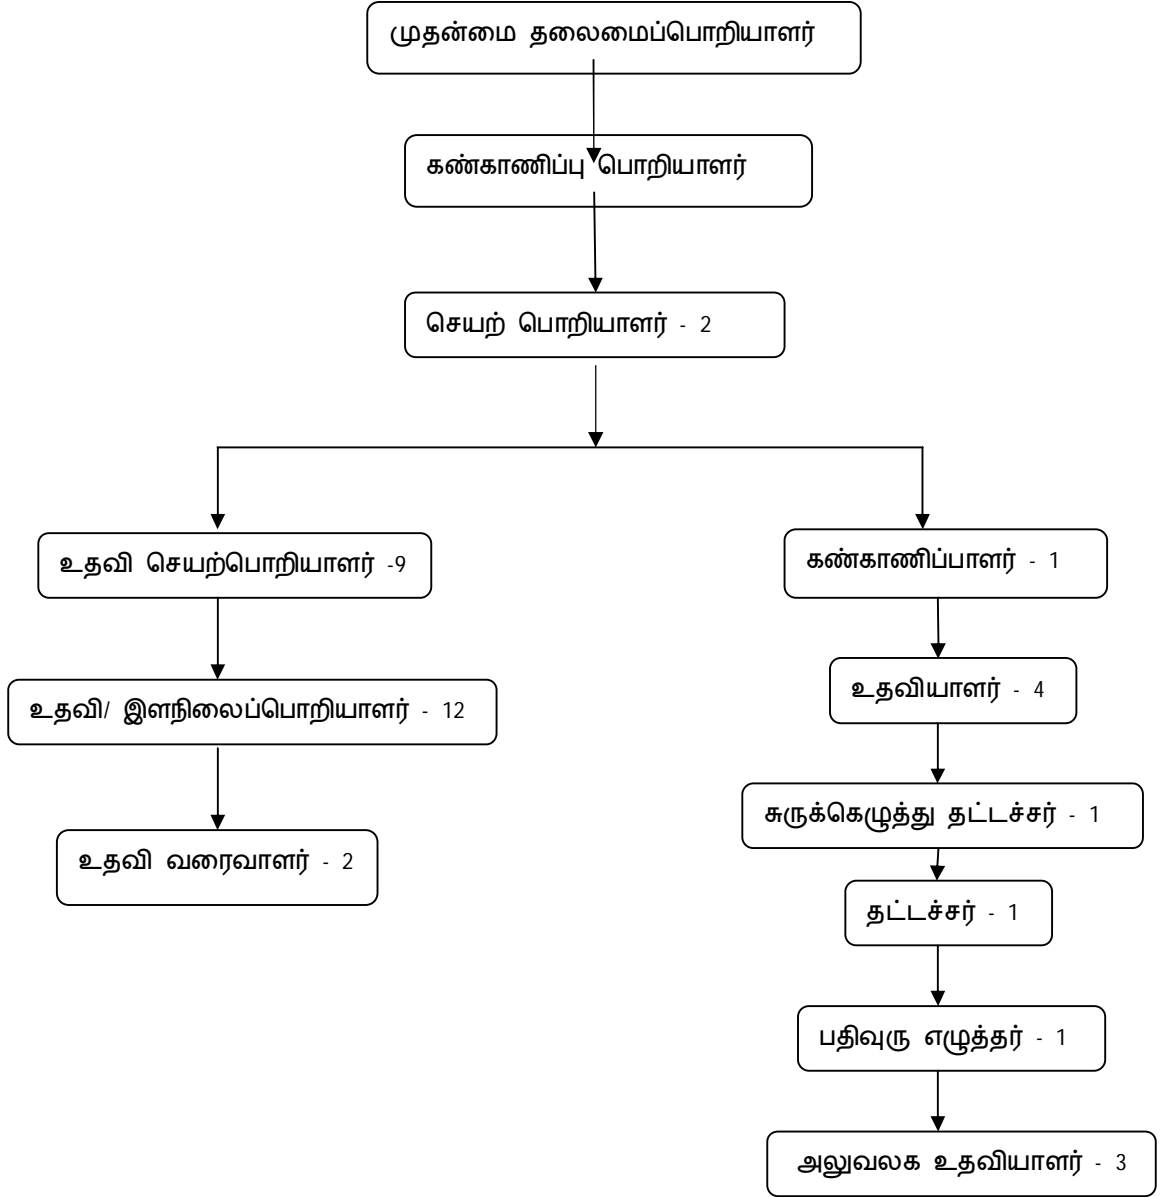 முதன்மை தலைமைப்பொறியாளர்
கண்காணிப்பு பொறியாளர்
செயற் பொறியாளர் - 2
உதவி செயற்பொறியாளர் -9
உதவி/ இளநிலைப்பொறியாளர் - 12
உதவி வரைவாளர் - 2
கண்காணிப்பாளர் - 1
உதவியாளர் - 4
சுருக்கெழுத்து தட்டச்சர் - 1
தட்டச்சர் - 1
பதிவுரு எழுத்தர் - 1
அலுவலக உதவியாளர் - 3